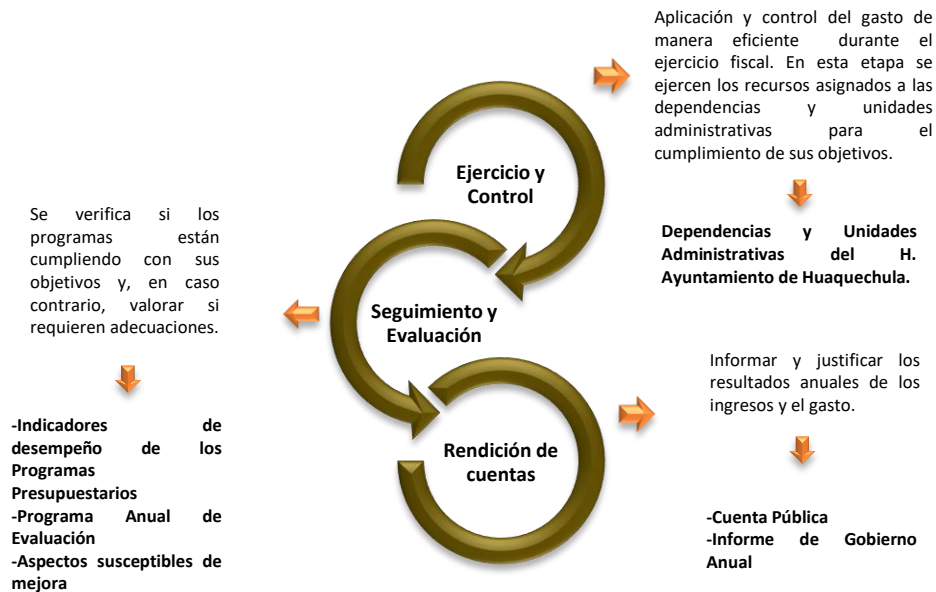 Aplicación y control del gasto de
manera eficiente durante el
ejercicio fiscal. En esta etapa se
ejercen los recursos asignados a las
dependencias y unidades
administrativas para el
cumplimiento de sus objetivos.
Ejercicio y
Control
Dependencias y Unidades
Administrativas del H.
Ayuntamiento de Huaquechula.
Se verifica si los
programas están
cumpliendo con sus
objetivos y, en caso
contrario, valorar si
requieren adecuaciones.
Seguimiento y
Evaluación
-Indicadores de
desempeño de los
Programas
Presupuestarios
-Programa Anual de
Evaluación
-Aspectos susceptibles de
mejora
Informar y justificar los
resultados anuales de los
ingresos y el gasto.
Rendición de
cuentas
-Cuenta Pública
-Informe de Gobierno
Anual